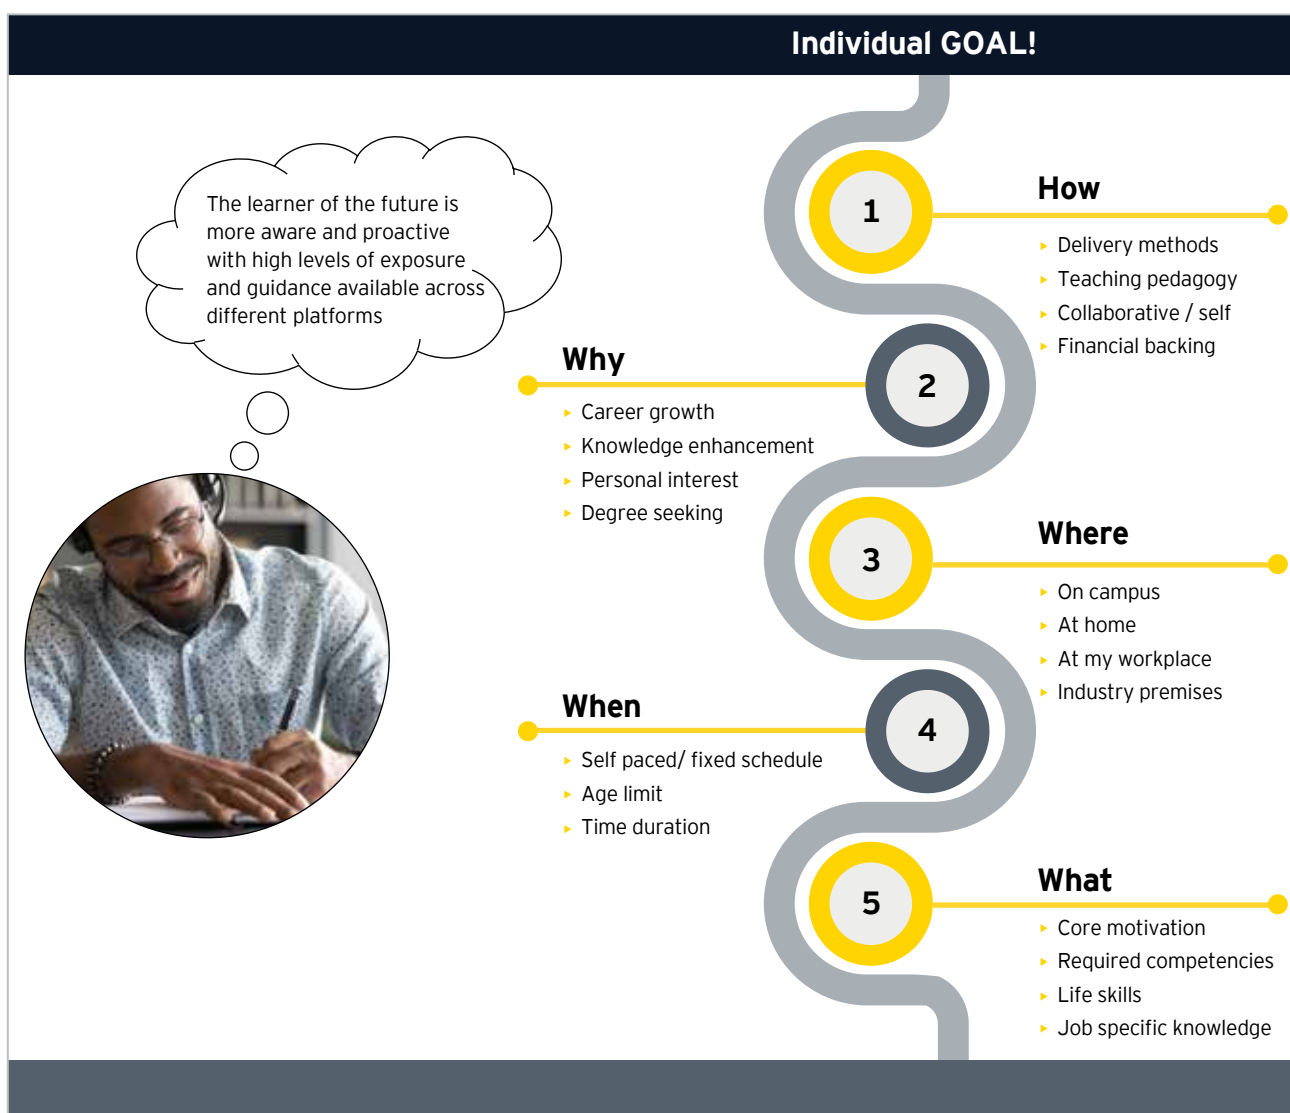 Individual GOAL!
The learner of the future is
more aware and proactive
with high levels of exposure
and guidance available across
different platforms
1
How
▸ Delivery methods
▸ Teaching pedagogy
▸ Collaborative / self
▸ Financial backing
Why
2
▸ Career growth
▸ Knowledge enhancement
▸ Personal interest
▸ Degree seeking
3
Where
▸ On campus
▸ At home
▸ At my workplace
▸ Industry premises
When
4
▸ Self paced/ fixed schedule
▸ Age limit
▸ Time duration
5
What
▸ Core motivation
▸ Required competencies
▸ Life skills
▸ Job specific knowledge